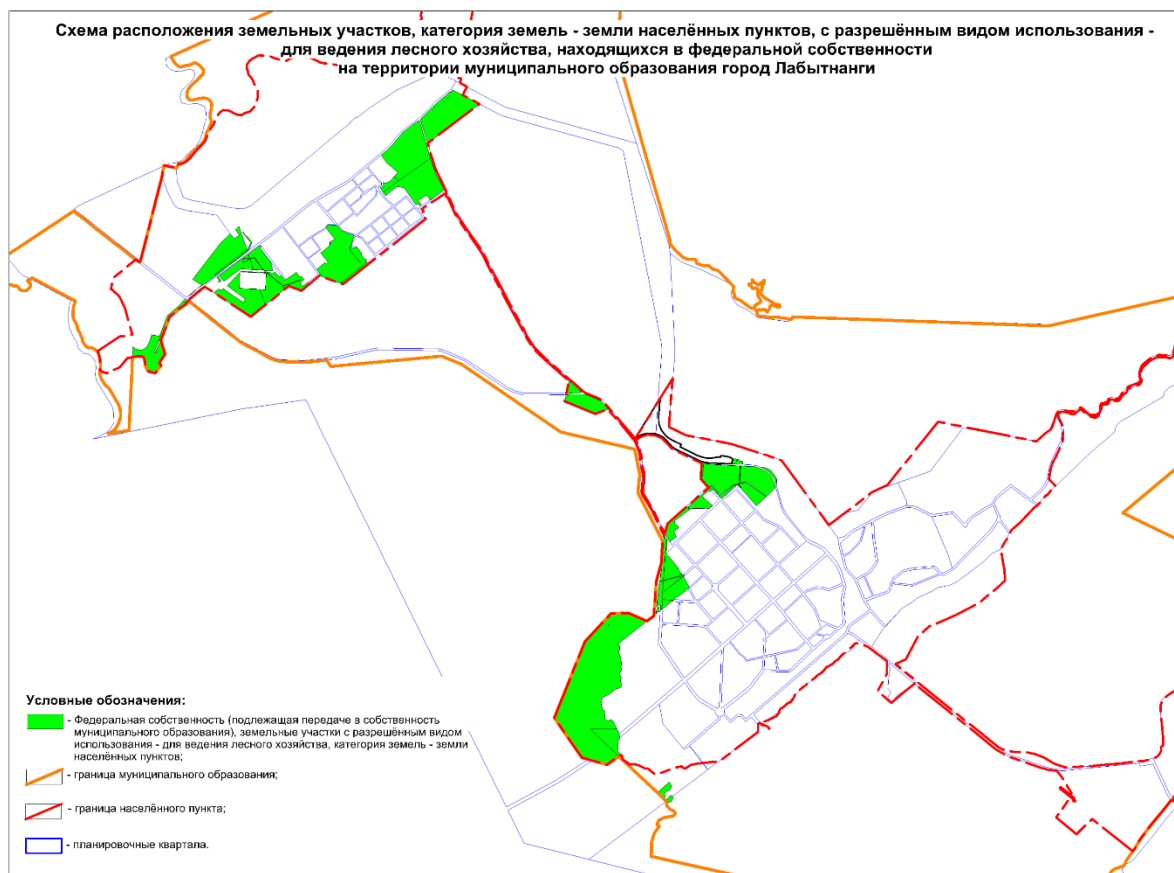 Схема расположения земельных участков, категория земель - земли населённых пунктов, с разрешённым видом использования -
для ведения лесного хозяйства, находящихся в федеральной собственности
на территории муниципального образования город Лабытнанги
Условные обозначения:
- Федеральная собственность (подлежащая передаче в собственность
муниципального образования), земельные участки с разрешённым видом
использования - для ведения лесного хозяйства, категория земель - земли
населённых пунктов;
- граница муниципального образования;
- граница населённого пункта;
- планировочные квартала.